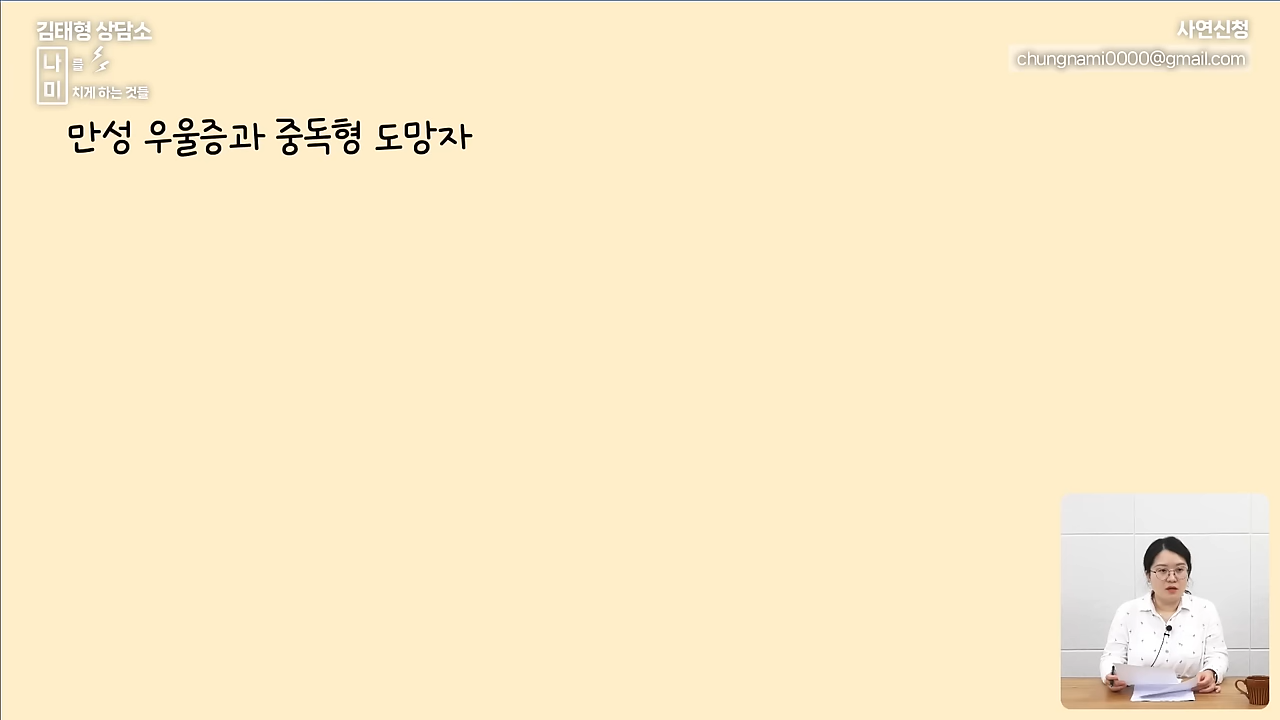 김태형 상담소
나를
미치게 하는 것들
사연신청
chungnami0000@gmail.com
만성 우울증과 중독형 도망자